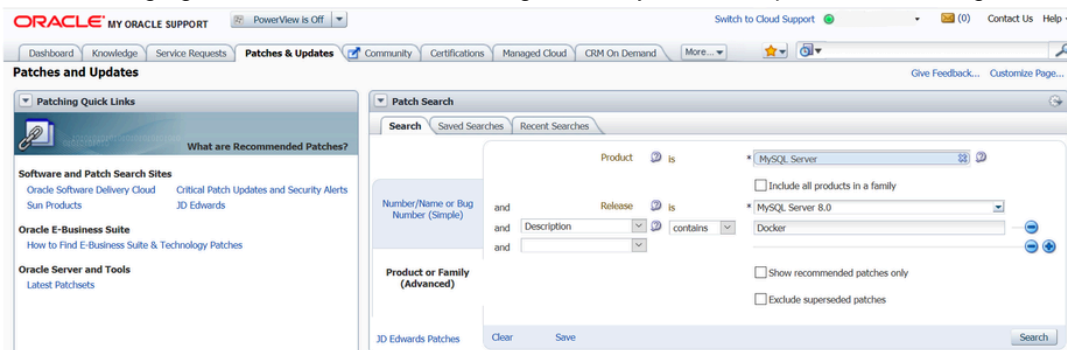 ORACLE MY ORACLE SUPPORT PowerView is Off Switch to Cloud Support (0) Contact Us Help
Dashboard Knowledge Service Requests Patches & Updates Community Certifications Managed Cloud CRM On Demand More...
Patches and Updates Give Feedback... Customize Page...
Patching Quick Links
What are Recommended Patches?
Software and Patch Search Sites
Oracle Software Delivery Cloud Critical Patch Updates and Security Alerts
Sun Products JD Edwards
Oracle E-Business Suite
How to Find E-Business Suite & Technology Patches
Oracle Server and Tools
Latest Patchsets
Patch Search
Search Saved Searches Recent Searches
Number/Name or Bug
Number (Simple)
Product or Family
(Advanced)
JD Edwards Patches
Product is * MySQL Server
Include all products in a family
and Release is * MySQL Server 8.0
and Description contains Docker
and
Show recommended patches only
Exclude superseded patches
Clear Save Search